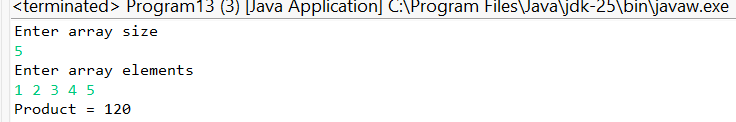 <terminated> Program13 (3) [Java Application] C:\Program Files\Java\jdk-25\bin\javaw.exe
Enter array size
5
Enter array elements
1 2 3 4 5
Product = 120